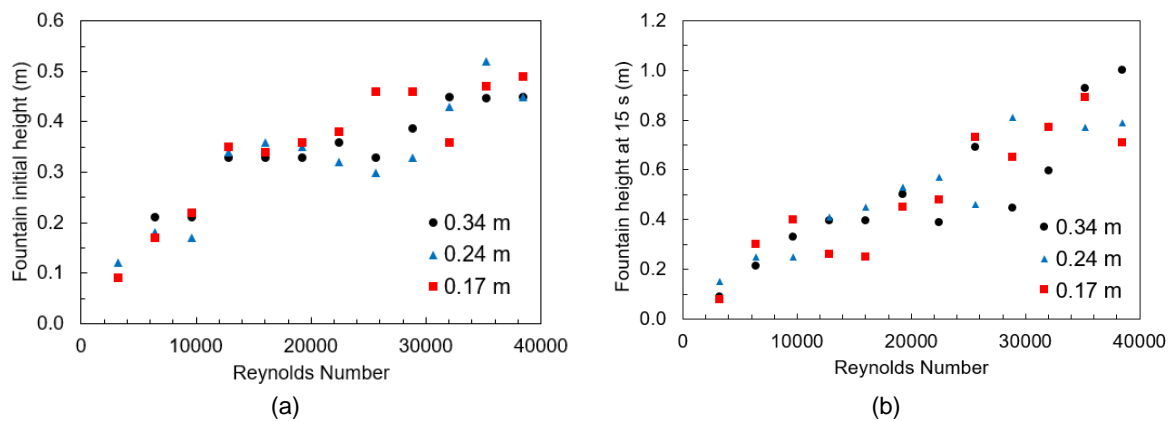 Fountain initial height (m)
0.6
0.5
0.4
0.3
0.2
0.1
0.0
0.34 m
0.24 m
0.17 m
0 10000 20000 30000 40000
Reynolds Number
(a)
Fountain height at 15 s (m)
1.2
1.0
0.8
0.6
0.4
0.2
0.0
0.34 m
0.24 m
0.17 m
0 10000 20000 30000 40000
Reynolds Number
(b)